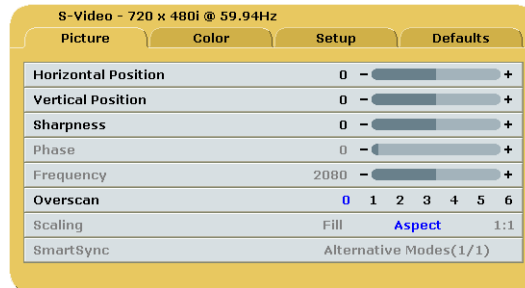 S-Video - 720 x 480i @ 59.94Hz
Picture Color Setup Defaults
Horizontal Position 0 - +
Vertical Position 0 - +
Sharpness 0 - +
Phase 0 - +
Frequency 2080 - +
Overscan 0 1 2 3 4 5 6
Scaling Fill Aspect 1:1
SmartSync Alternative Modes(1/1)